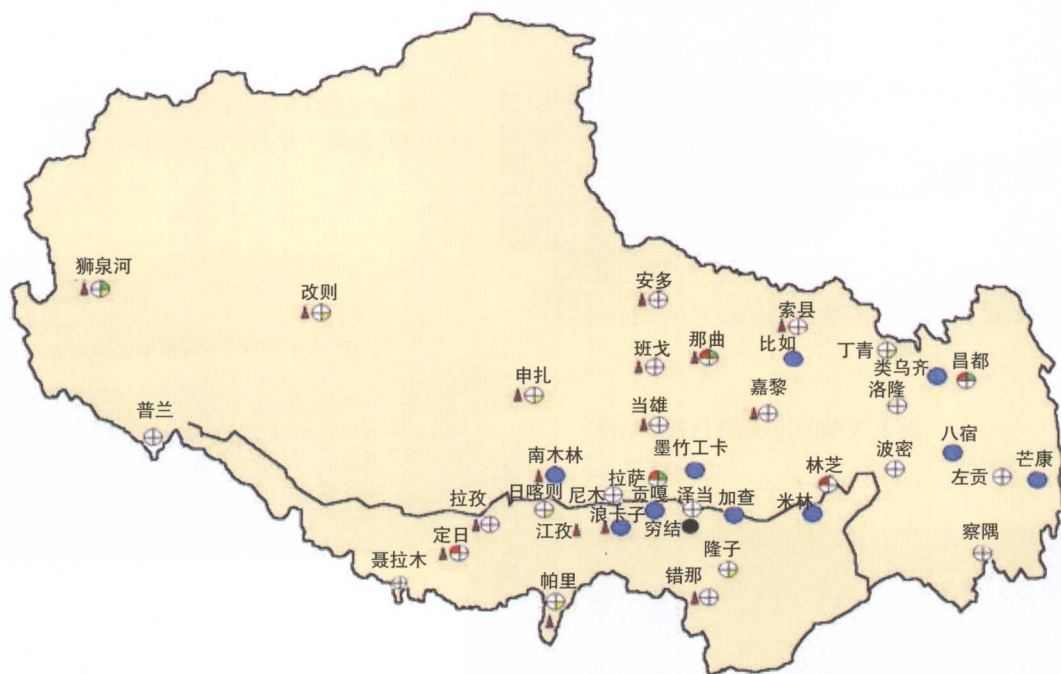 狮泉河
改则
安多
索县
班戈
那曲
比如
丁青
类乌齐
昌都
申扎
当雄
嘉黎
洛隆
普兰
南木林
墨竹工卡
林芝
波密
八宿
芒康
左贡
拉孜
日喀则
尼木
拉萨
贡嘎
泽当
加查
米林
定日
江孜
浪卡子
穷结
察隅
聂拉木
帕里
隆子
错那